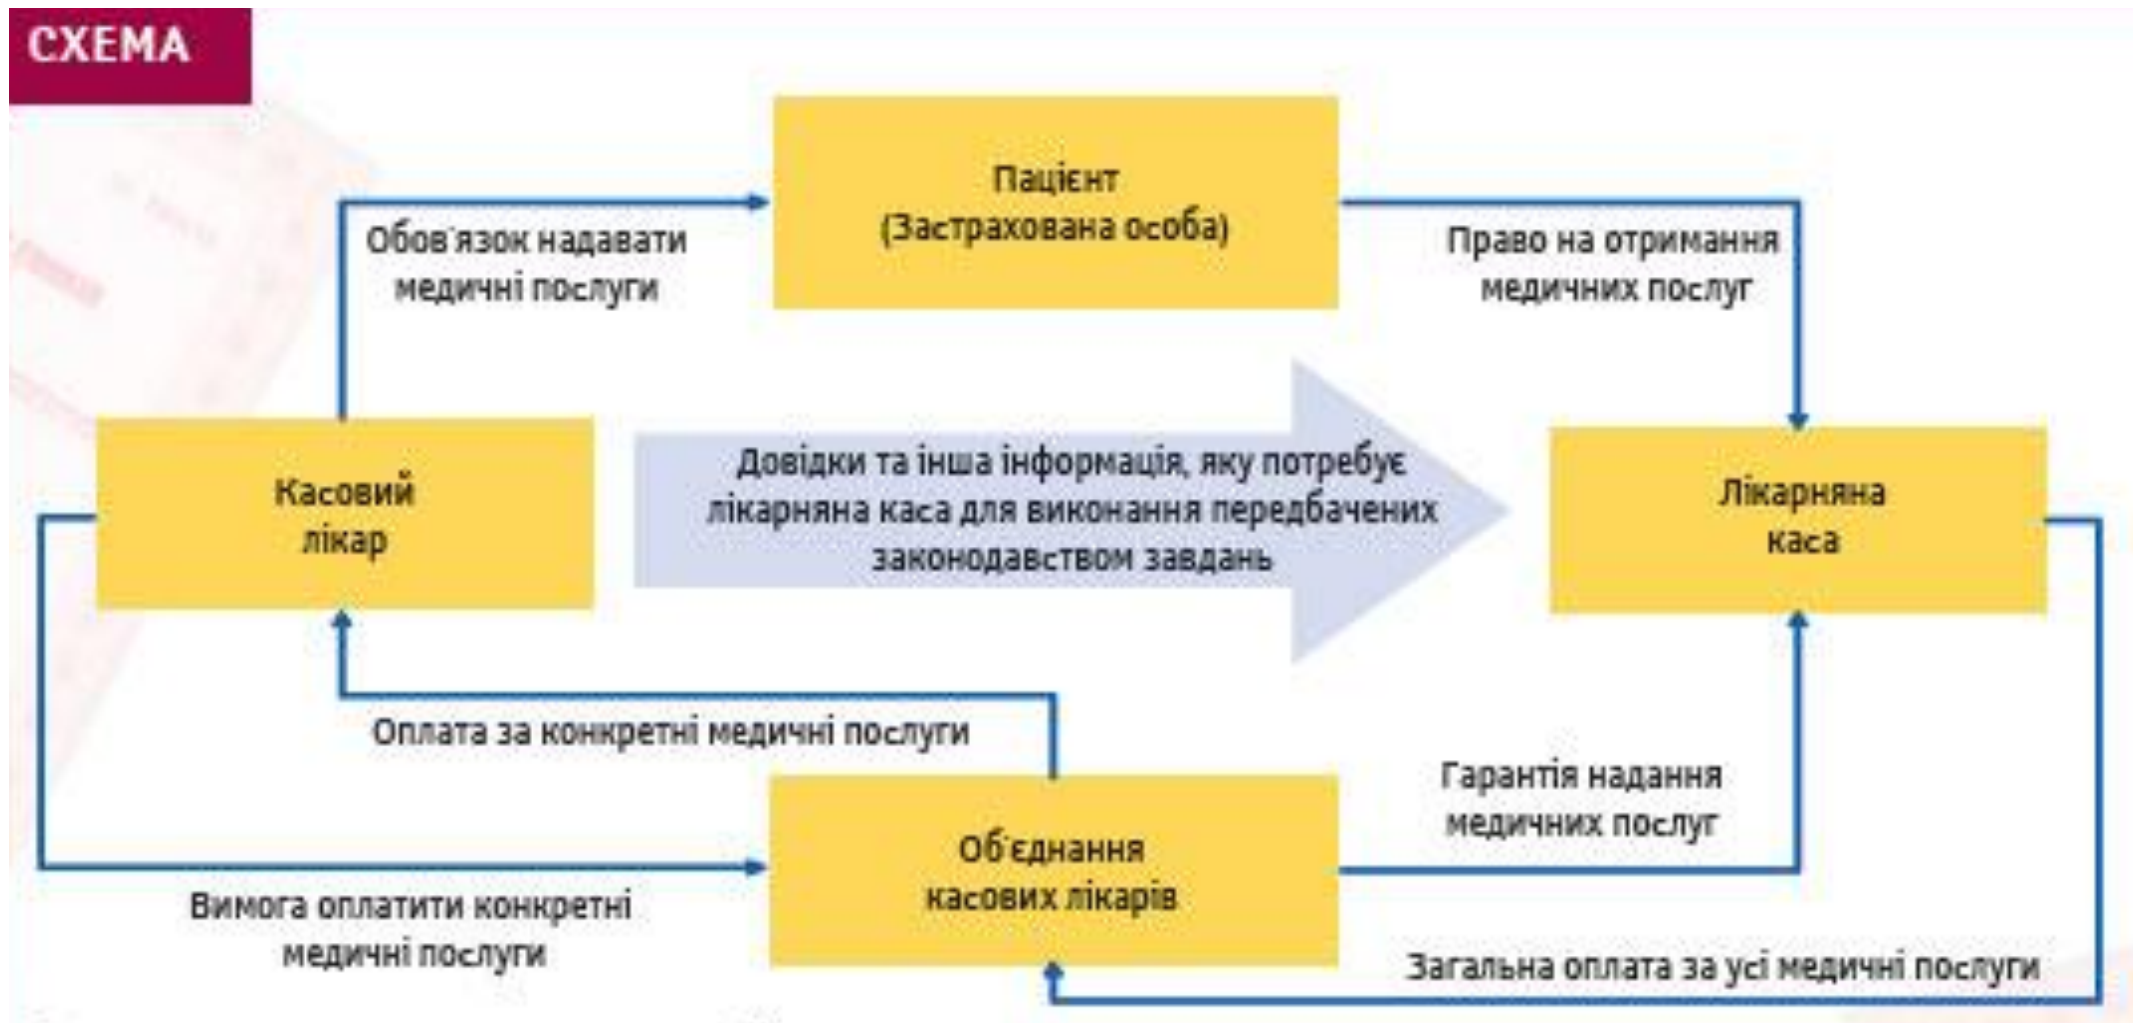 СХЕМА
Пацієнт
(Застрахована особа)
Обов'язок надавати
медичні послуги
Право на отримання
медичних послуг
Касовий
лікар
Довідки та інша інформація, яку потребує
лікарняна каса для виконання передбачених
законодавством завдань
Лікарняна
каса
Оплата за конкретні медичні послуги
Гарантія надання
медичних послуг
Об'єднання
касових лікарів
Вимога оплатити конкретні
медичні послуги
Загальна оплата за усі медичні послуги